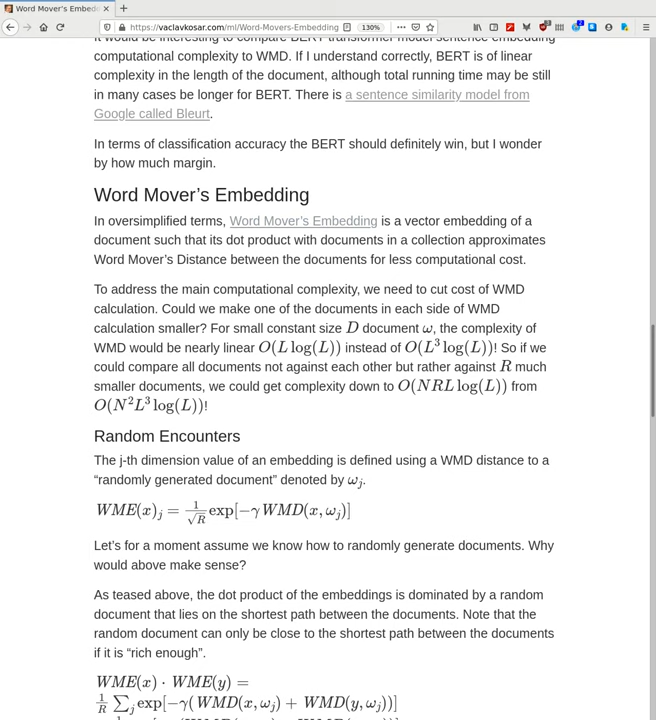 Word Mover's Embedd
https://vaclavkosar.com/ml/Word-Movers-Embedding
130%
It would be interesting to compare BERT transformer model sentence embedding
computational complexity to WMD. If I understand correctly, BERT is of linear
complexity in the length of the document, although total running time may be still
in many cases be longer for BERT. There is a sentence similarity model from
Google called Bleurt.
In terms of classification accuracy the BERT should definitely win, but I wonder
by how much margin.
Word Mover's Embedding
In oversimplified terms, Word Mover's Embedding is a vector embedding of a
document such that its dot product with documents in a collection approximates
Word Mover's Distance between the documents for less computational cost.
To address the main computational complexity, we need to cut cost of WMD
calculation. Could we make one of the documents in each side of WMD
calculation smaller? For small constant size D document ω, the complexity of
WMD would be nearly linear O(L log(L)) instead of O(L³ log(L))! So if we
could compare all documents not against each other but rather against R much
smaller documents, we could get complexity down to O(NRL log(L)) from
O(N²L³ log(L))!
Random Encounters
The j-th dimension value of an embedding is defined using a WMD distance to a
“randomly generated document” denoted by ωⱼ.
WME(x)ⱼ = 1/√R exp[−γ WMD(x, ωⱼ)]
Let's for a moment assume we know how to randomly generate documents. Why
would above make sense?
As teased above, the dot product of the embeddings is dominated by a random
document that lies on the shortest path between the documents. Note that the
random document can only be close to the shortest path between the documents
if it is “rich enough”.
WME(x) · WME(y) =
1/R ∑ⱼ exp[−γ(WMD(x, ωⱼ) + WMD(y, ωⱼ))]